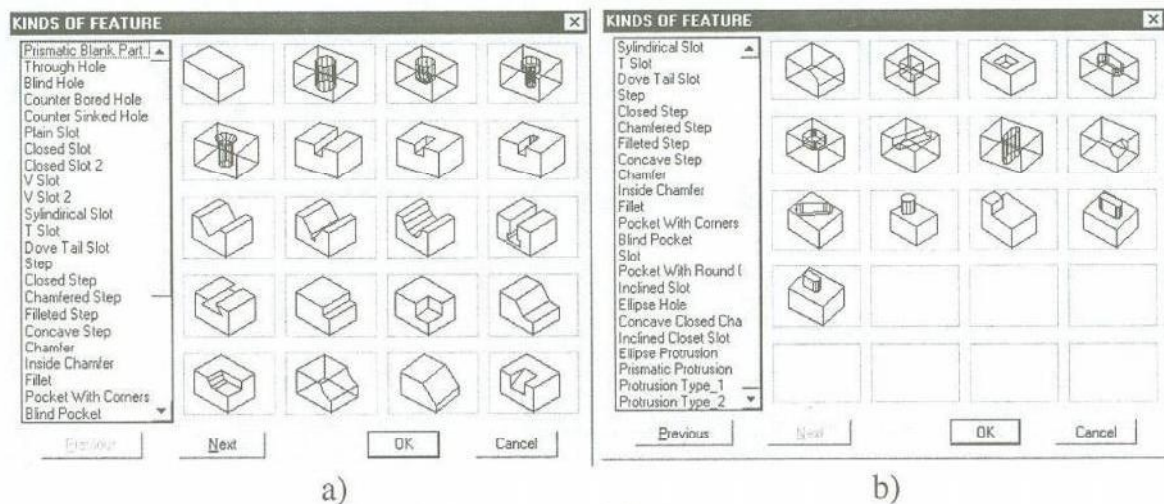 KINDS OF FEATURE
Prismatic Blank Part
Through Hole
Blind Hole
Counter Bored Hole
Counter Sinked Hole
Plain Slot
Closed Slot
Closed Slot 2
V Slot
V Slot 2
Sylindirical Slot
T Slot
Dove Tail Slot
Step
Closed Step
Chamfered Step
Filleted Step
Concave Step
Chamfer
Inside Chamfer
Fillet
Pocket With Corners
Blind Pocket
Previous
Next
OK
Cancel
a)
KINDS OF FEATURE
Sylindirical Slot
T Slot
Dove Tail Slot
Step
Closed Step
Chamfered Step
Filleted Step
Concave Step
Chamfer
Inside Chamfer
Fillet
Pocket With Corners
Blind Pocket
Slot
Pocket With Round (
Inclined Slot
Ellipse Hole
Concave Closed Cha
Inclined Closet Slot
Ellipse Protrusion
Prismatic Protrusion
Protrusion Type_1
Protrusion Type_2
Previous
Next
OK
Cancel
b)